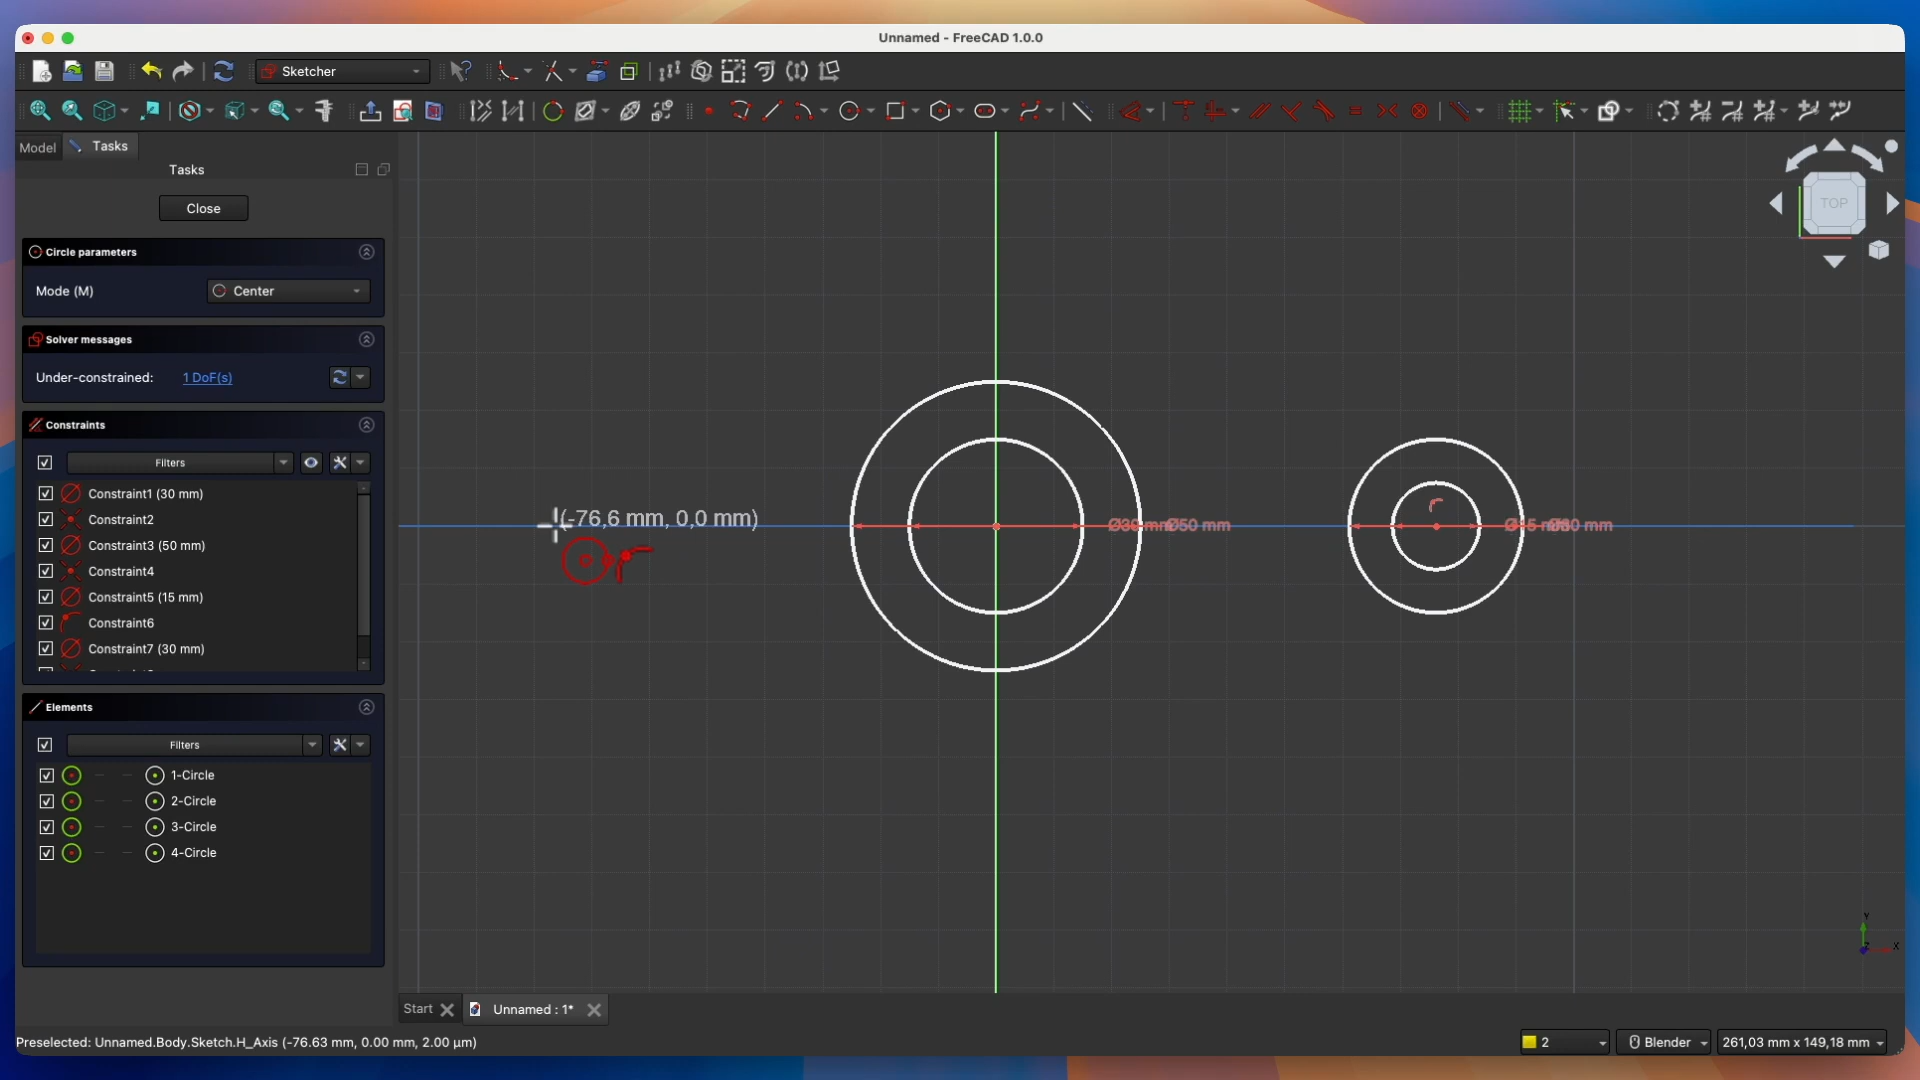 Unnamed - FreeCAD 1.0.0
Sketcher
Model
Tasks
Tasks
Close
Circle parameters
Mode (M)
Center
Solver messages
Under-constrained:
1 DoF(s)
Constraints
Filters
Constraint1 (30 mm)
Constraint2
Constraint3 (50 mm)
Constraint4
Constraint5 (15 mm)
Constraint6
Constraint7 (30 mm)
Elements
Filters
1-Circle
2-Circle
3-Circle
4-Circle
TOP
(-76,6 mm, 0,0 mm)
Ø30 mm Ø50 mm
Y
X
Start
Unnamed : 1*
Preselected: Unnamed.Body.Sketch.H_Axis (-76.63 mm, 0.00 mm, 2.00 µm)
2
Blender
261,03 mm x 149,18 mm